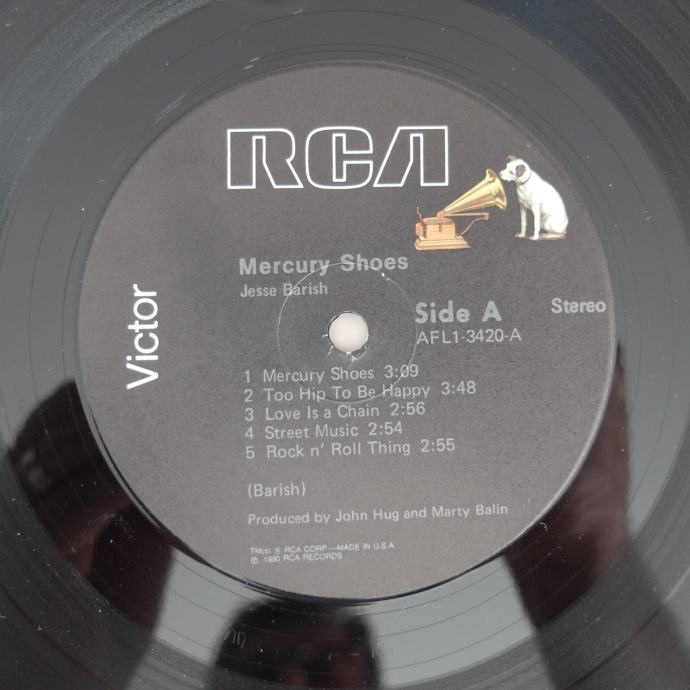 RCA
Victor
Mercury Shoes
Jesse Barish
Side A
Stereo
AFL1-3420-A
1 Mercury Shoes 3:09
2 Too Hip To Be Happy 3:48
3 Love Is a Chain 2:56
4 Street Music 2:54
5 Rock n' Roll Thing 2:55
(Barish)
Produced by John Hug and Marty Balin
TM(s) ® RCA CORP.—MADE IN U.S.A.
℗ 1980 RCA RECORDS